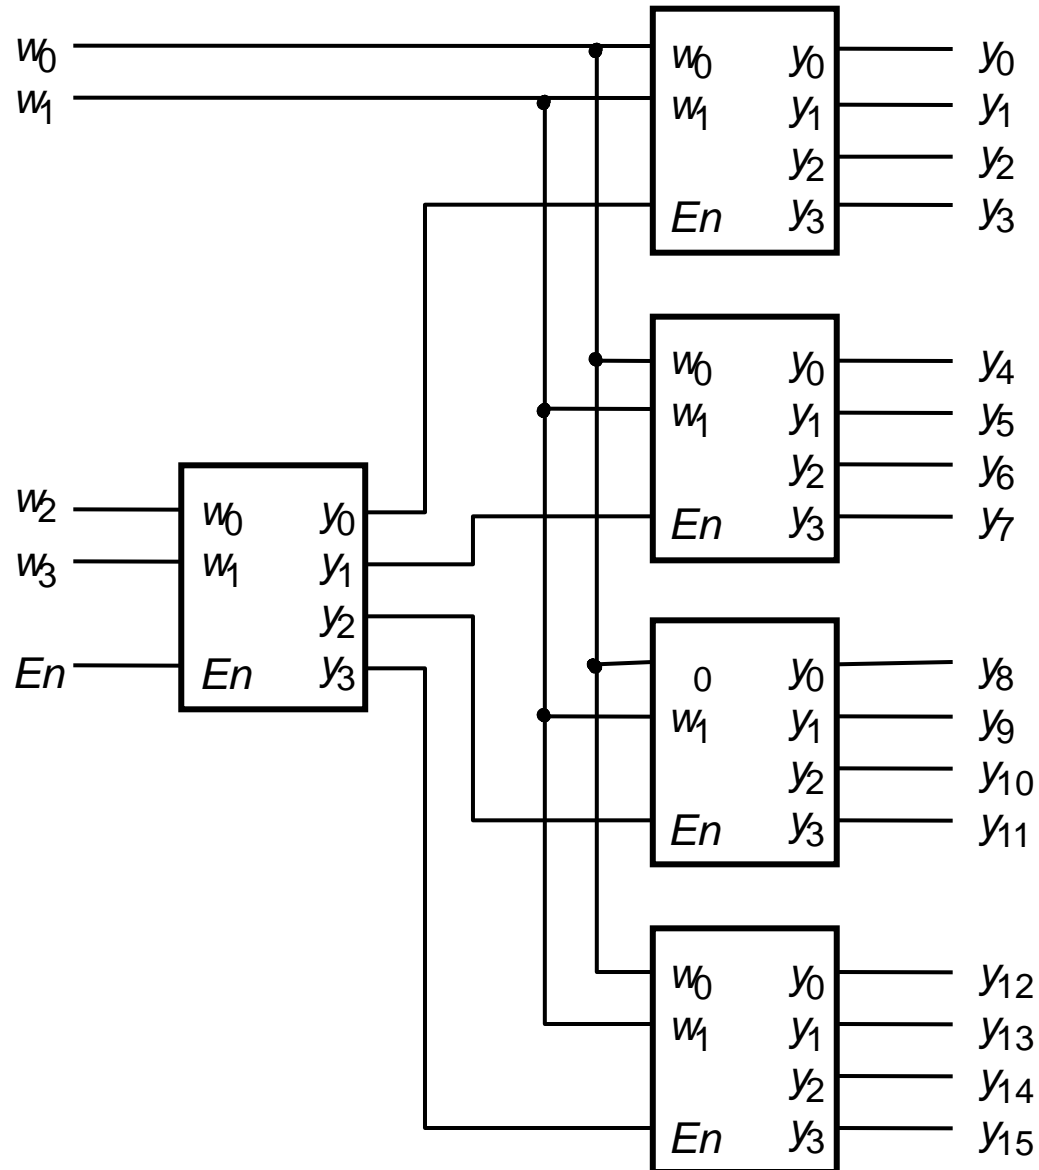 w0 w0 y0 y0
w1 w1 y1 y1
y2 y2
En y3 y3
w0 y0 y4
w1 y1 y5
y2 y6
En y3 y7
w2 w0 y0
w3 w1 y1
y2
En En y3
0 y0 y8
w1 y1 y9
y2 y10
En y3 y11
w0 y0 y12
w1 y1 y13
y2 y14
En y3 y15